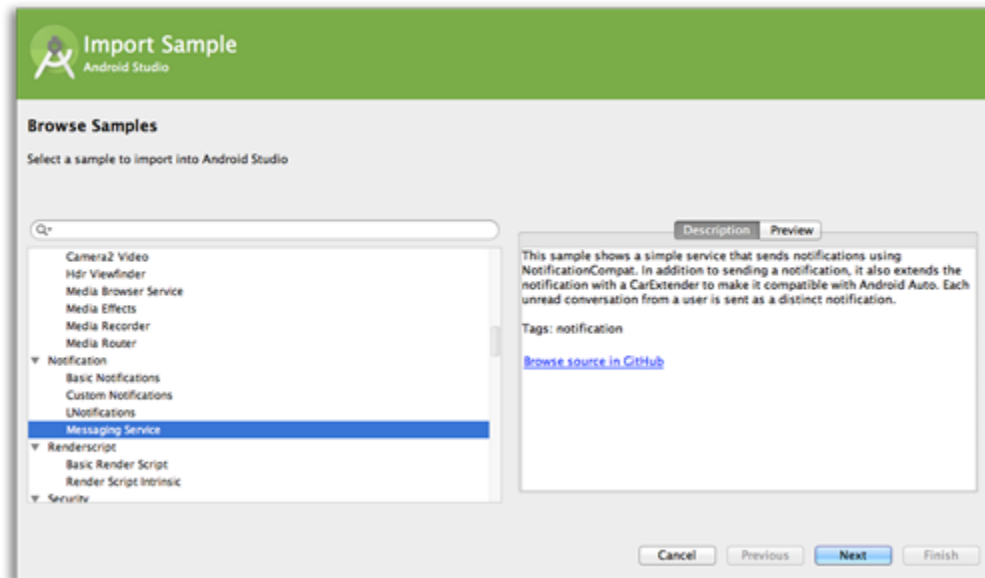 Import Sample
Android Studio
Browse Samples
Select a sample to import into Android Studio
Camera2 Video
Hdr Viewfinder
Media Browser Service
Media Effects
Media Recorder
Media Router
Notification
Basic Notifications
Custom Notifications
LNotifications
Messaging Service
Renderscript
Basic Render Script
Render Script Intrinsic
Security
Description Preview
This sample shows a simple service that sends notifications using
NotificationCompat. In addition to sending a notification, it also extends the
notification with a CarExtender to make it compatible with Android Auto. Each
unread conversation from a user is sent as a distinct notification.
Tags: notification
Browse source in GitHub
Cancel Previous Next Finish